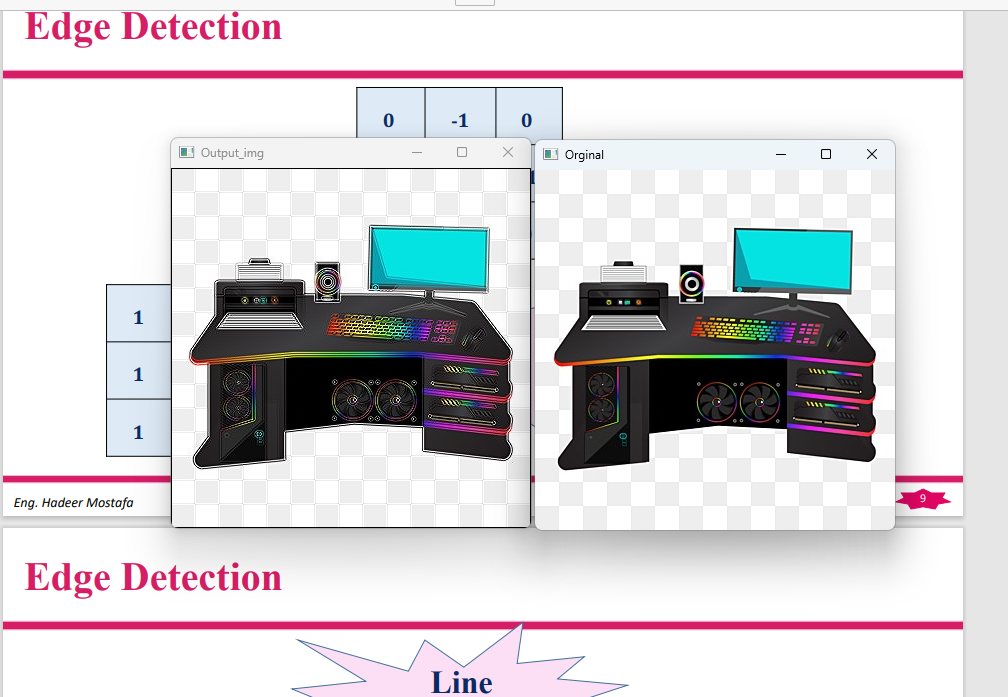 Edge Detection
0 -1 0
Output_img
Orginal
1
1
1
Eng. Hadeer Mostafa
9
Edge Detection
Line